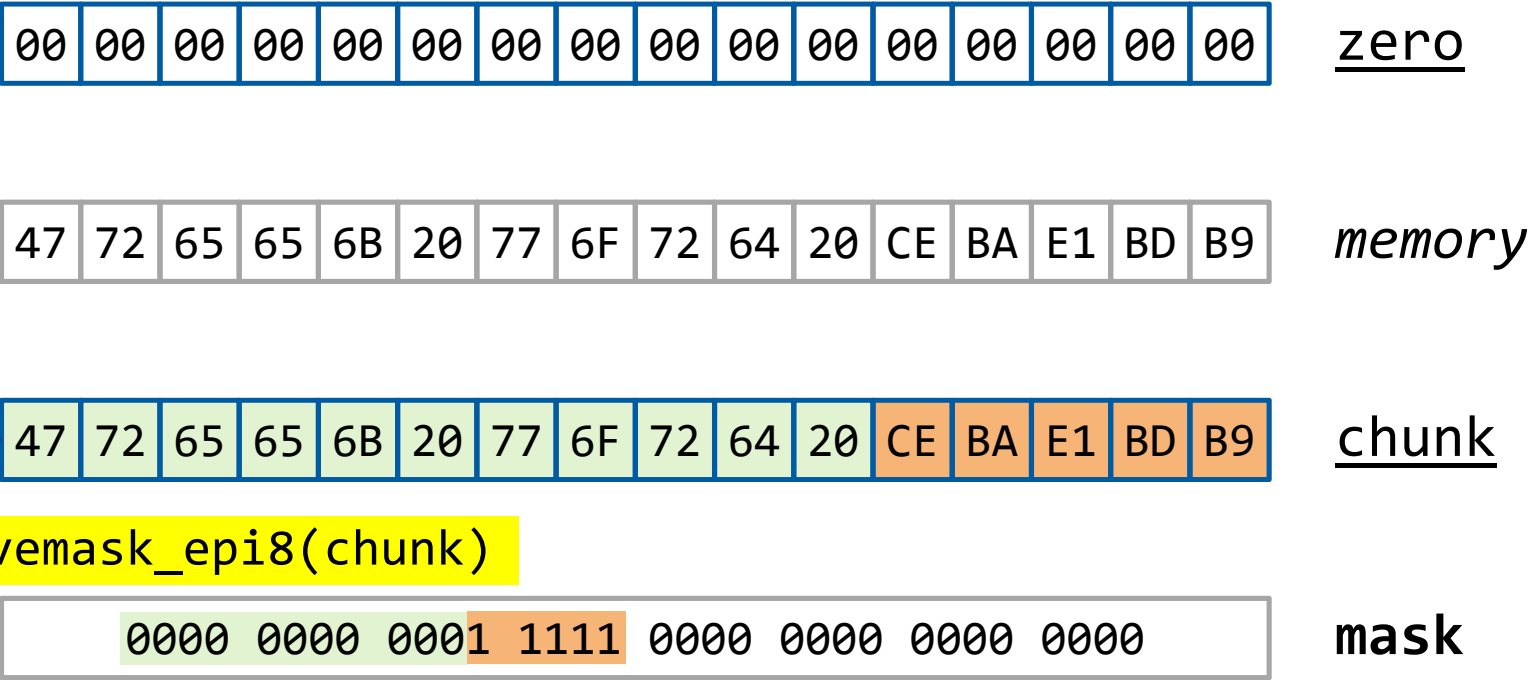 00 00 00 00 00 00 00 00 00 00 00 00 00 00 00 00 zero
47 72 65 65 6B 20 77 6F 72 64 20 CE BA E1 BD B9 memory
47 72 65 65 6B 20 77 6F 72 64 20 CE BA E1 BD B9 chunk
vemask_epi8(chunk)
0000 0000 0001 1111 0000 0000 0000 0000 mask